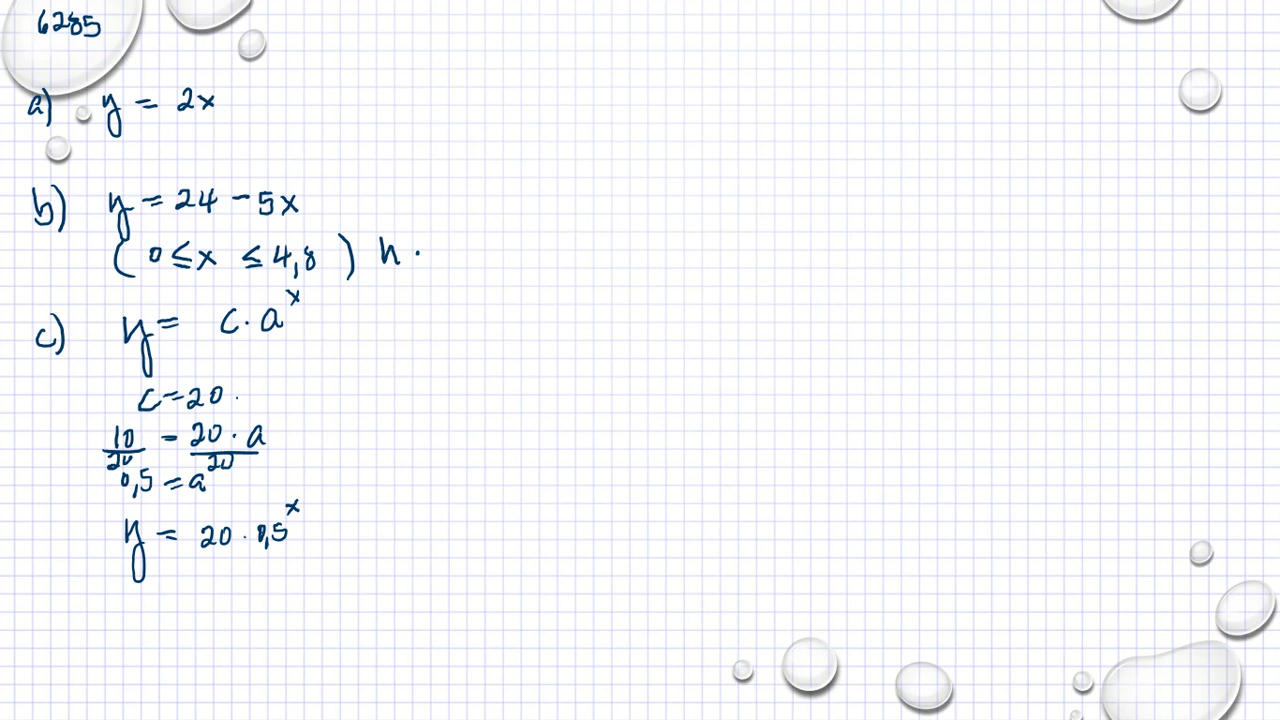 6285
a) y = 2x
b) y = 24 - 5x
( 0 ≤ x ≤ 4,8 ) h.
c) y = c · a^x
c = 20.
10/20 = 20 · a/20
0,5 = a
y = 20 · 0,5^x